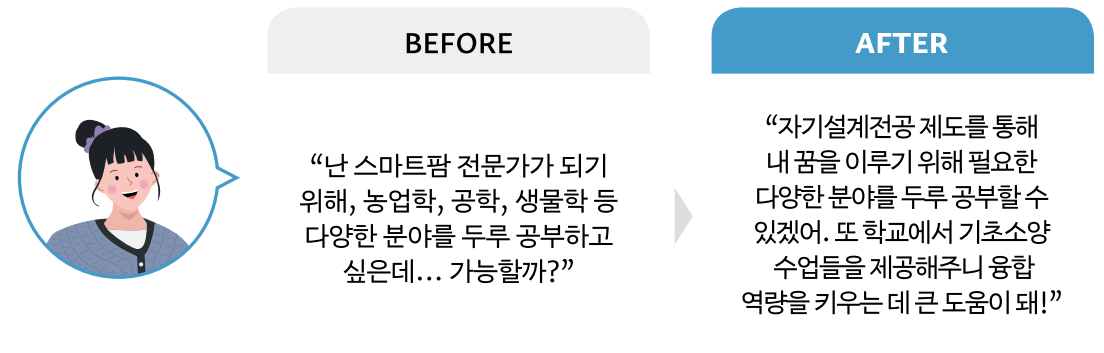 BEFORE
“난 스마트팜 전문가가 되기
위해, 농업학, 공학, 생물학 등
다양한 분야를 두루 공부하고
싶은데… 가능할까?”
AFTER
“자기설계전공 제도를 통해
내 꿈을 이루기 위해 필요한
다양한 분야를 두루 공부할 수
있겠어. 또 학교에서 기초소양
수업들을 제공해주니 융합
역량을 키우는 데 큰 도움이 돼!”